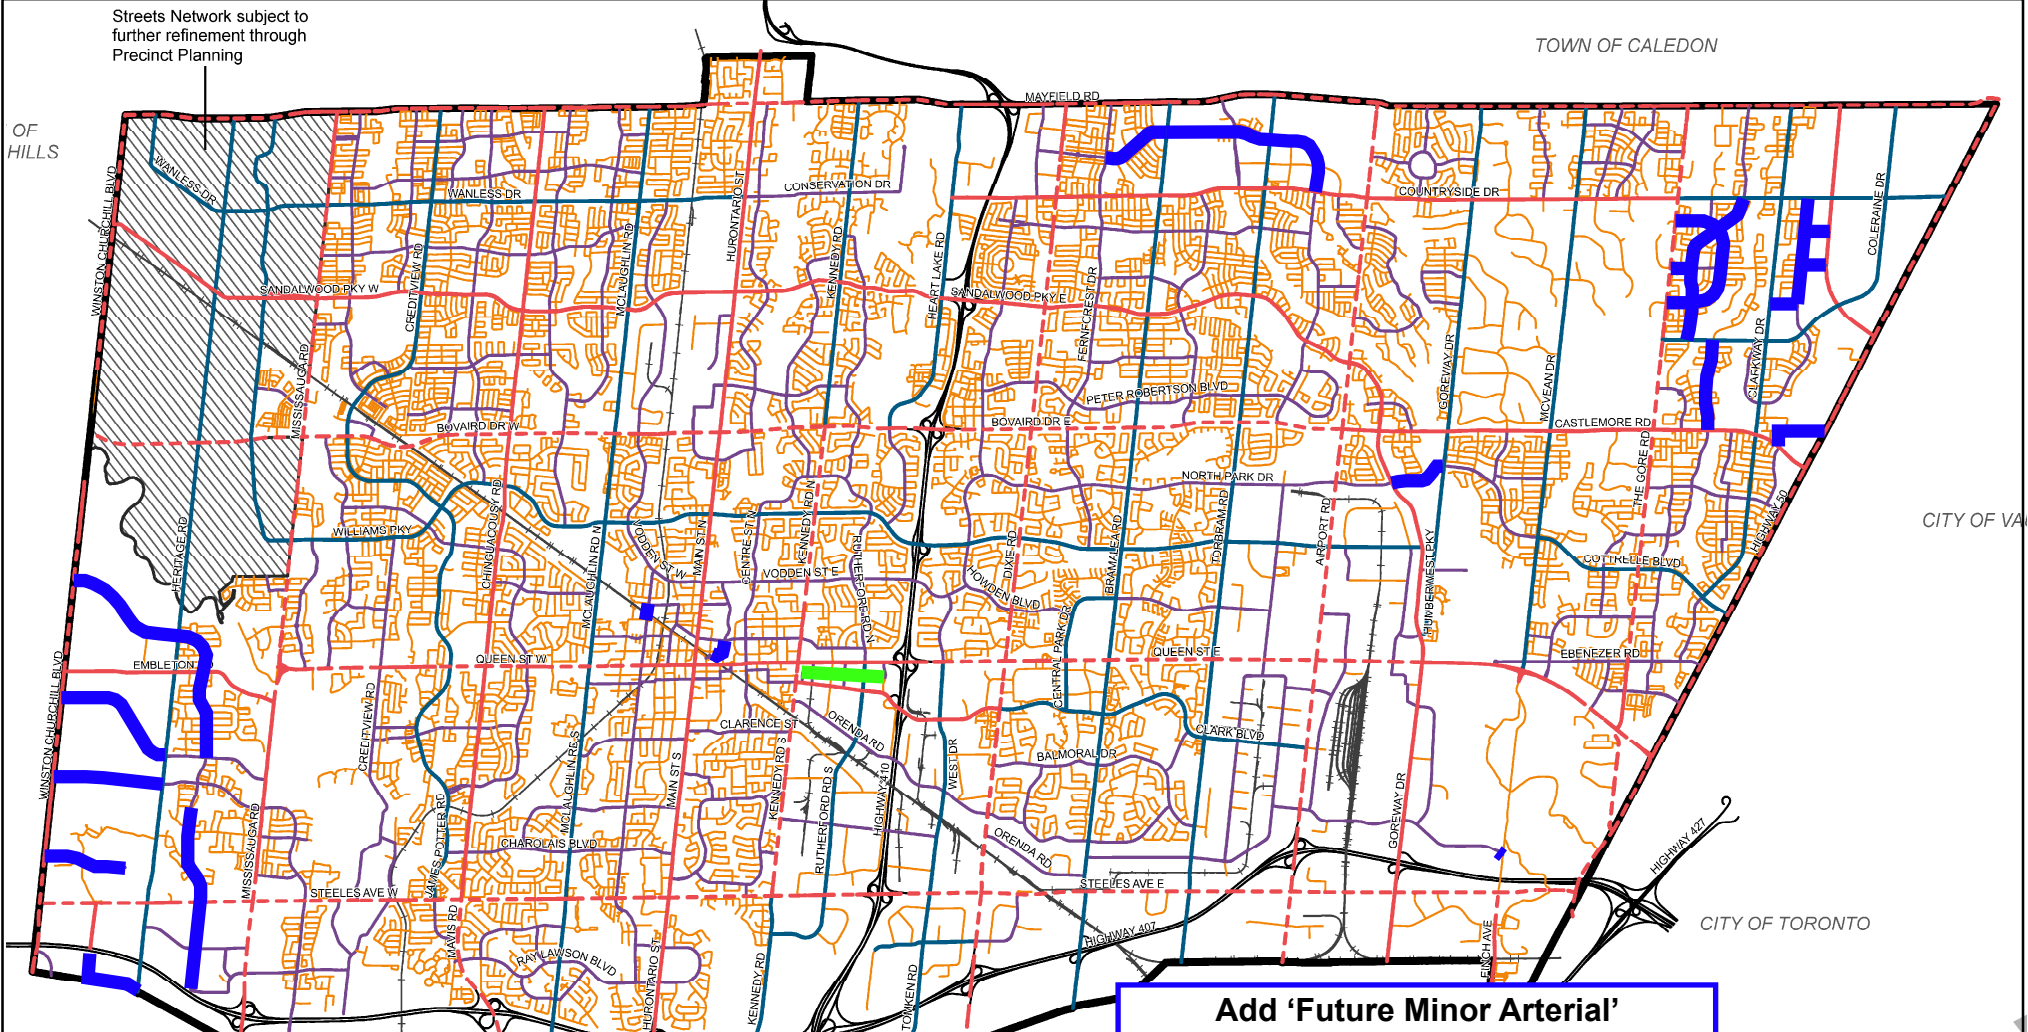 Streets Network subject to
further refinement through
Precinct Planning
TOWN OF CALEDON
OF
HILLS
MAYFIELD RD
WANLESS DR
WANLESS DR
CONSERVATION DR
COUNTRYSIDE DR
WINSTON CHURCHILL BLVD
CREDITVIEW RD
MCLAUGHLIN RD
HURONTARIO ST
KENNEDY RD
HEART LAKE RD
COLERAINE DR
SANDALWOOD PKY W
SANDALWOOD PKY E
FERNFOREST DR
GOREWAY DR
MCVEAN DR
CLARKWAY DR
MISSISSAUGA RD
PETER ROBERTSON BLVD
BOVAIRD DR W
BOVAIRD DR E
CASTLEMORE RD
THE GORE RD
NORTH PARK DR
HIGHWAY 50
CITY OF VA
HERITAGE RD
WILLIAMS PKY
CHINGUACOUSY RD
MCLAUGHLIN RD N
VODDEN ST W
MAIN ST N
CENTRE ST N
KENNEDY RD N
VODDEN ST E
RUTHERFORD RD N
HOWDEN BLVD
DIXIE RD
BRAMALEA RD
TORBRAM RD
AIRPORT RD
HUMBERWEST PKY
COTTRELLE BLVD
CENTRAL PARK DR
EMBLETON
QUEEN ST W
QUEEN ST E
EBENEZER RD
WINSTON CHURCHILL BLVD
CREDITVIEW RD
CLARENCE ST
ORENDA RD
CLARK BLVD
BALMORAL DR
MCLAUGHLIN RD S
MAIN ST S
KENNEDY RD S
RUTHERFORD RD S
HIGHWAY 410
WEST DR
MISSISSAUGA RD
JAMES POTTER RD
CHAROLAIS BLVD
ORENDA RD
GOREWAY DR
HIGHWAY 427
STEELES AVE W
STEELES AVE E
CITY OF TORONTO
MAVIS RD
RAY LAWSON BLVD
HURONTARIO ST
KENNEDY RD
TOMKEN RD
HIGHWAY 407
FINCH AVE
Add ‘Future Minor Arterial’